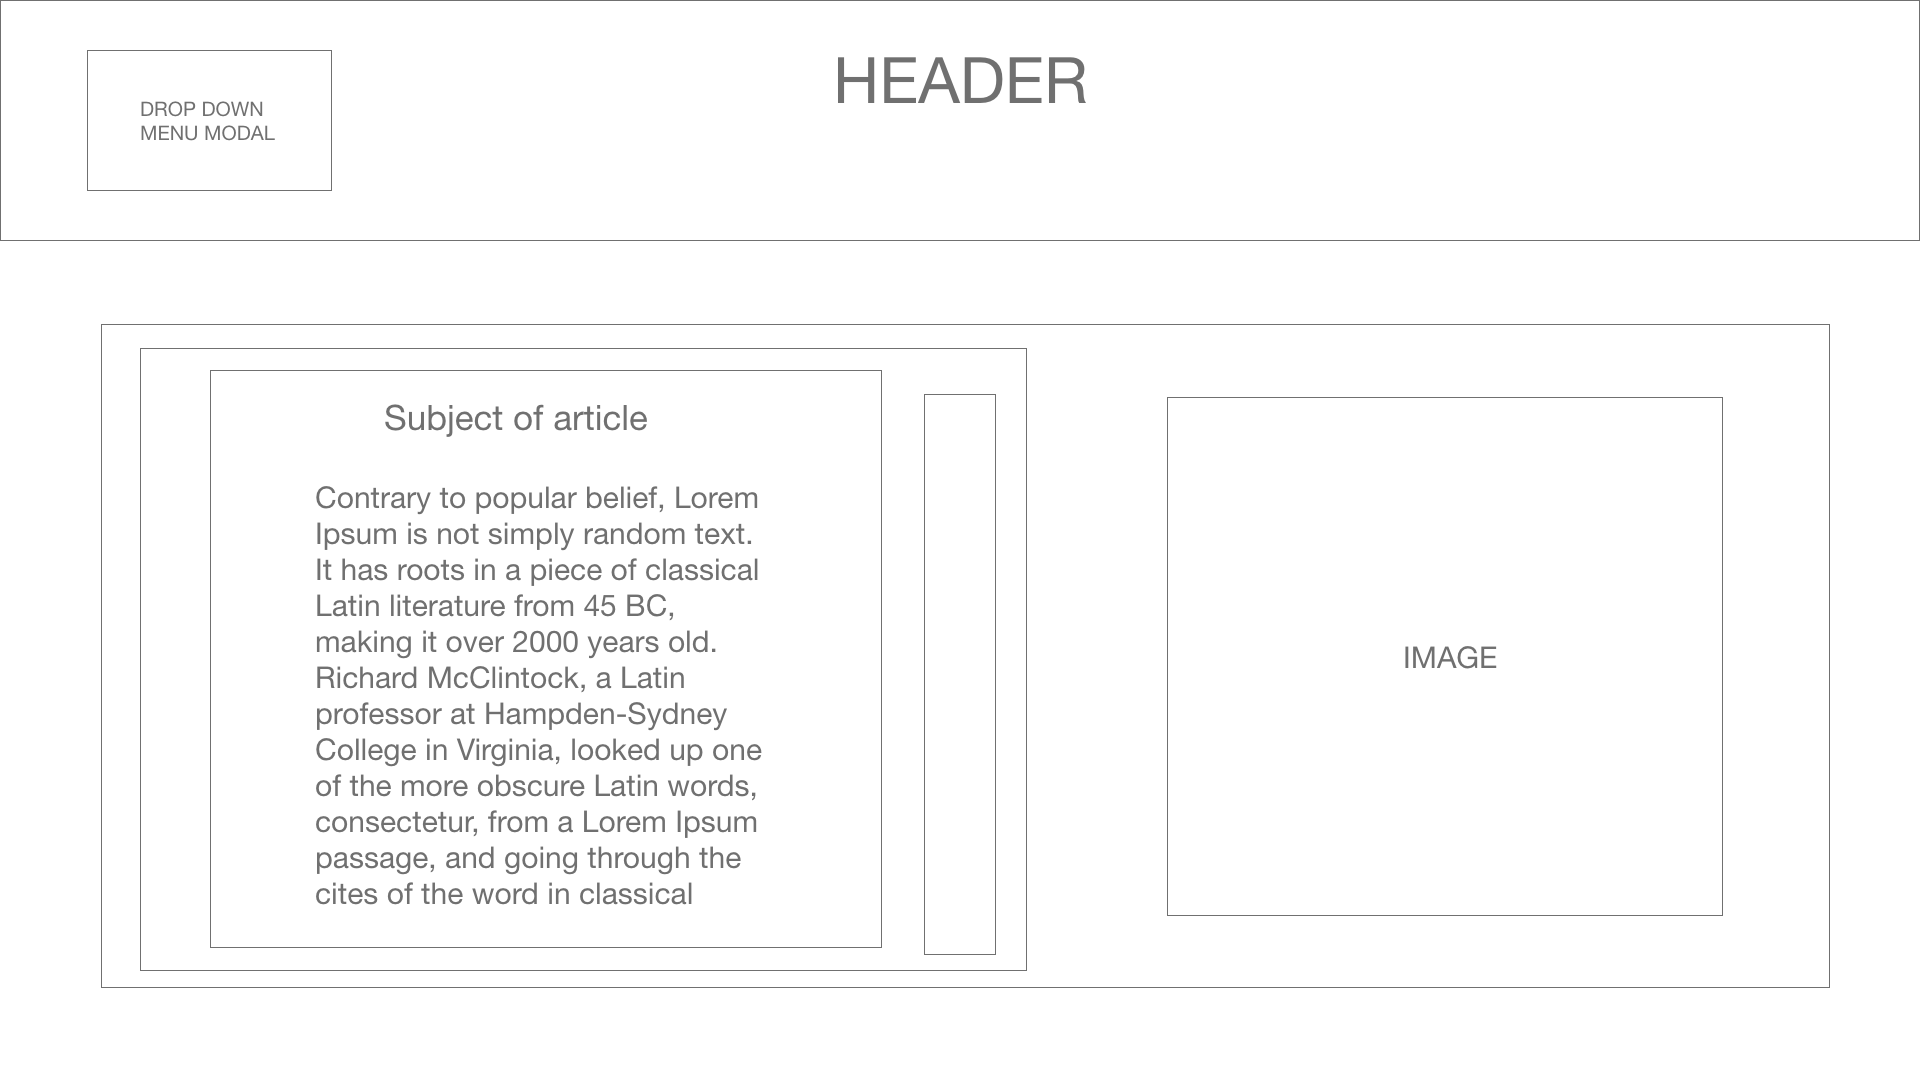 HEADER
DROP DOWN
MENU MODAL
Subject of article
Contrary to popular belief, Lorem
Ipsum is not simply random text.
It has roots in a piece of classical
Latin literature from 45 BC,
making it over 2000 years old.
Richard McClintock, a Latin
professor at Hampden-Sydney
College in Virginia, looked up one
of the more obscure Latin words,
consectetur, from a Lorem Ipsum
passage, and going through the
cites of the word in classical
IMAGE